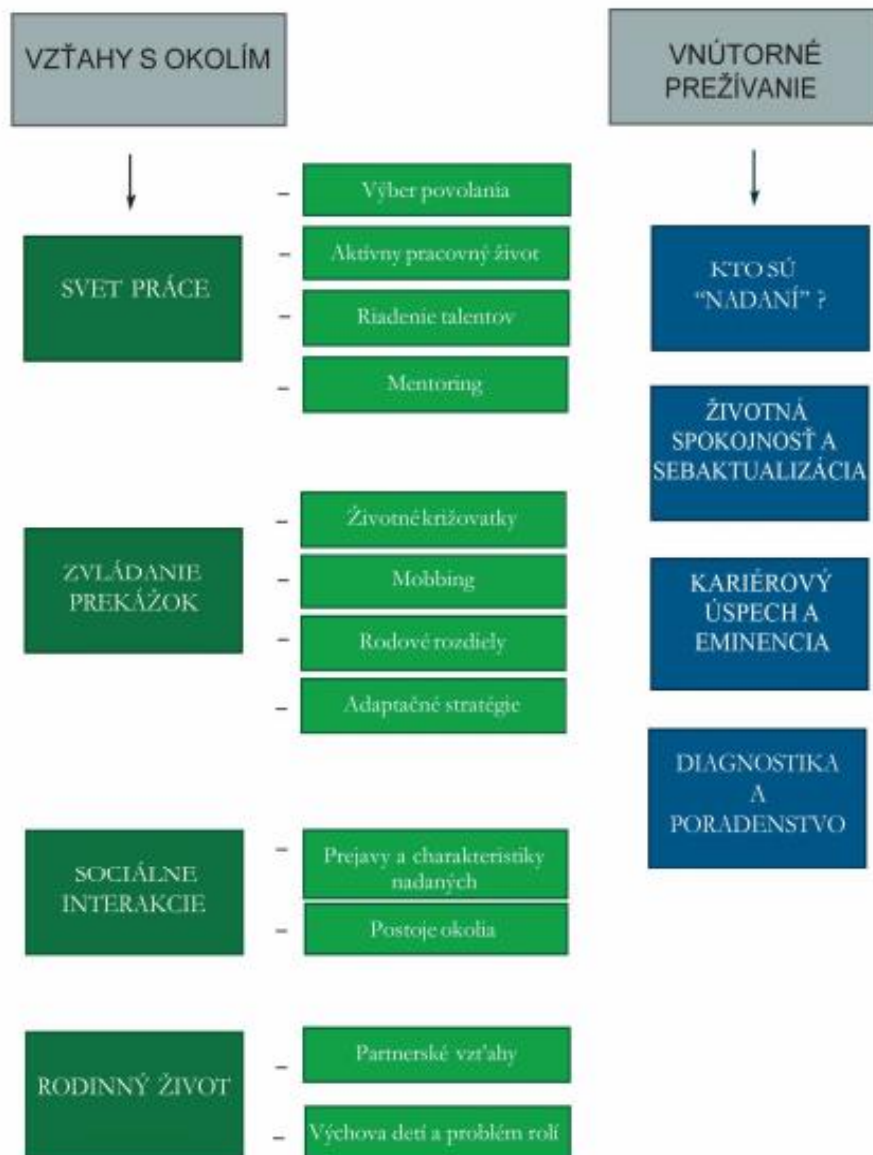 VZŤAHY S OKOLÍM
VNÚTORNÉ
PREŽÍVANIE
SVET PRÁCE
– Výber povolania
– Aktívny pracovný život
– Riadenie talentov
– Mentoring
ZVLÁDANIE
PREKÁŽOK
– Životné križovatky
– Mobbing
– Rodové rozdiely
– Adaptačné stratégie
SOCIÁLNE
INTERAKCIE
– Prejavy a charakteristiky
nadaných
– Postoje okolia
RODINNÝ ŽIVOT
– Partnerské vzťahy
– Výchova detí a problém rolí
KTO SÚ
“NADANÍ” ?
ŽIVOTNÁ
SPOKOJNOSŤ A
SEBAKTUALIZÁCIA
KARIÉROVÝ
ÚSPECH A
EMINENCIA
DIAGNOSTIKA
A
PORADENSTVO